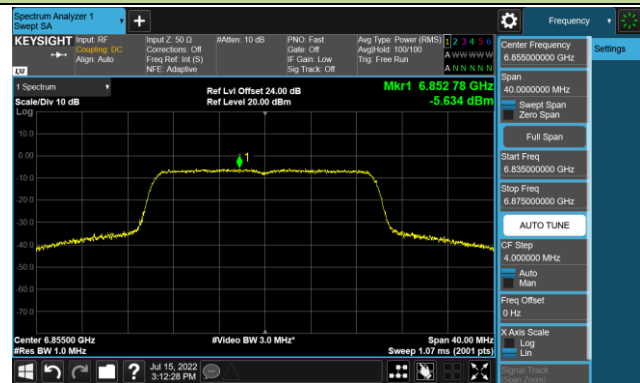 Spectrum Analyzer 1
Swept SA
Frequency
KEYSIGHT
Input: RF
Coupling: DC
Align: Auto
Input Z: 50 Ω
Corrections: Off
Freq Ref: Int (S)
NFE: Adaptive
#Atten: 10 dB
PNO: Fast
Gate: Off
IF Gain: Low
Sig Track: Off
Avg Type: Power (RMS)
Avg|Hold: 100/100
Trig: Free Run
1 2 3 4 5 6
A W W W W W
A N N N N N
LXI
1 Spectrum
Scale/Div 10 dB
Log
Ref Lvl Offset 24.00 dB
Ref Level 20.00 dBm
Mkr1 6.852 78 GHz
-5.634 dBm
1
10.0
0.00
-10.0
-20.0
-30.0
-40.0
-50.0
-60.0
-70.0
Center 6.85500 GHz
#Res BW 1.0 MHz
#Video BW 3.0 MHz*
Span 40.00 MHz
Sweep 1.07 ms (2001 pts)
Jul 15, 2022
3:12:28 PM
Center Frequency
6.855000000 GHz
Settings
Span
40.0000000 MHz
Swept Span
Zero Span
Full Span
Start Freq
6.835000000 GHz
Stop Freq
6.875000000 GHz
AUTO TUNE
CF Step
4.000000 MHz
Auto
Man
Freq Offset
0 Hz
X Axis Scale
Log
Lin
Signal Track
(Span Zoom)